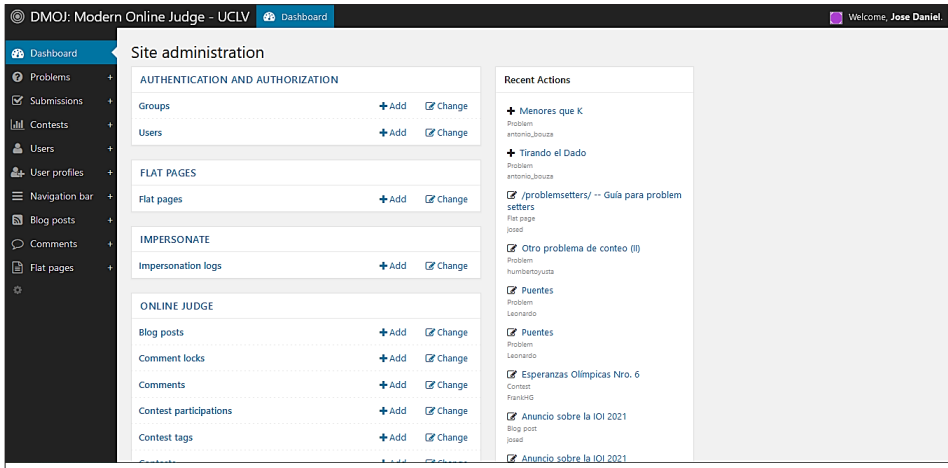 DMOJ: Modern Online Judge - UCLV
Dashboard
Welcome, Jose Daniel.
Dashboard
Problems +
Submissions +
Contests +
Users +
User profiles +
Navigation bar +
Blog posts +
Comments +
Flat pages +
Site administration
AUTHENTICATION AND AUTHORIZATION
Groups Add Change
Users Add Change
FLAT PAGES
Flat pages Add Change
IMPERSONATE
Impersonation logs Add Change
ONLINE JUDGE
Blog posts Add Change
Comment locks Add Change
Comments Add Change
Contest participations Add Change
Contest tags Add Change
Contests Add Change
Recent Actions
Menores que K
Problem
antonio_bouza
Tirando el Dado
Problem
antonio_bouza
/problemsetters/ -- Guía para problem
setters
Flat page
josed
Otro problema de conteo (II)
Problem
humbertoyusta
Puentes
Problem
Leonardo
Puentes
Problem
Leonardo
Esperanzas Olímpicas Nro. 6
Contest
FrankHG
Anuncio sobre la IOI 2021
Blog post
josed
Anuncio sobre la IOI 2021